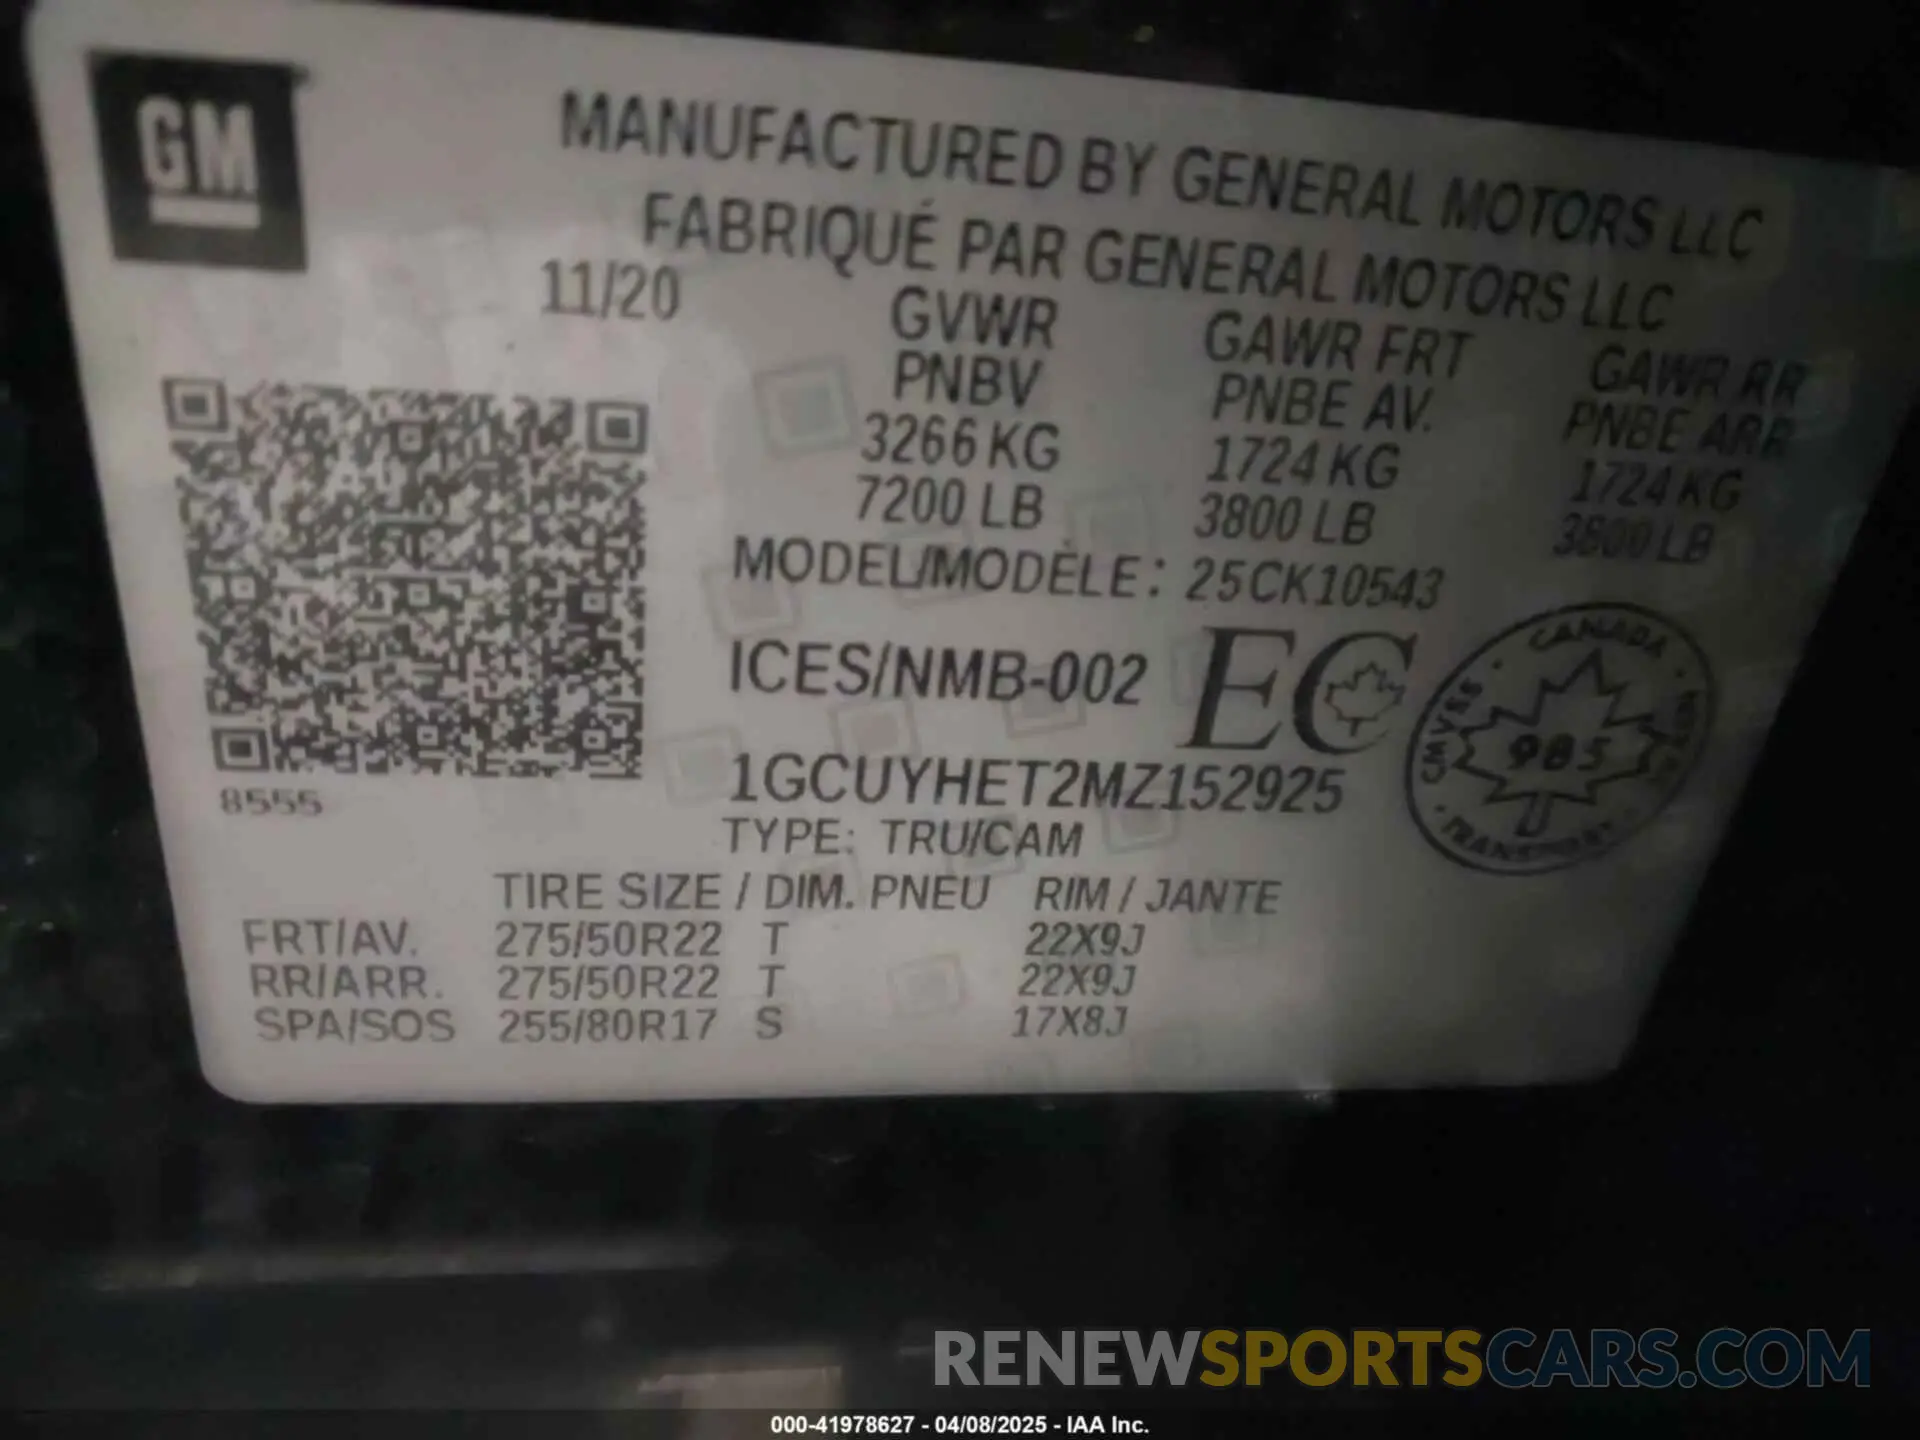 GM
MANUFACTURED BY GENERAL MOTORS LLC
FABRIQUÉ PAR GENERAL MOTORS LLC
11/20
GVWR GAWR FRT GAWR RR
PNBV PNBE AV. PNBE ARR
3266 KG 1724 KG 1724 KG
7200 LB 3800 LB 3800 LB
MODEL/MODÈLE: 25CK10543
ICES/NMB-002 EC
CANADA
CMVSS
985
TRANSPORT
1GCUYHET2MZ152925
8555
TYPE: TRU/CAM
TIRE SIZE / DIM. PNEU RIM / JANTE
FRT/AV. 275/50R22 T 22X9J
RR/ARR. 275/50R22 T 22X9J
SPA/SOS 255/80R17 S 17X8J
RENEWSPORTSCARS.COM
000-41978627 - 04/08/2025 - IAA Inc.